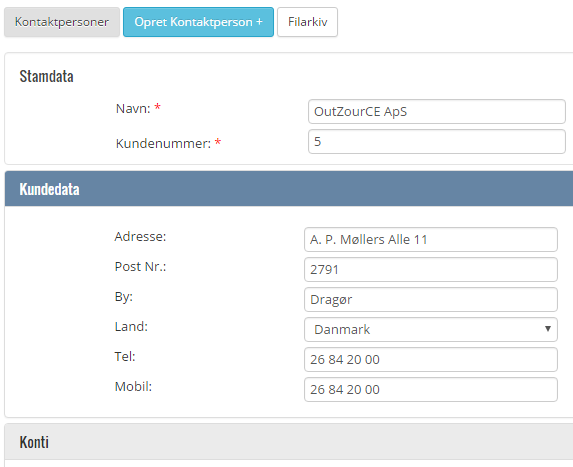 Kontaktpersoner Opret Kontaktperson + Filarkiv
Stamdata
Navn: * OutZourCE ApS
Kundenummer: * 5
Kundedata
Adresse: A. P. Møllers Alle 11
Post Nr.: 2791
By: Dragør
Land: Danmark
Tel: 26 84 20 00
Mobil: 26 84 20 00
Konti